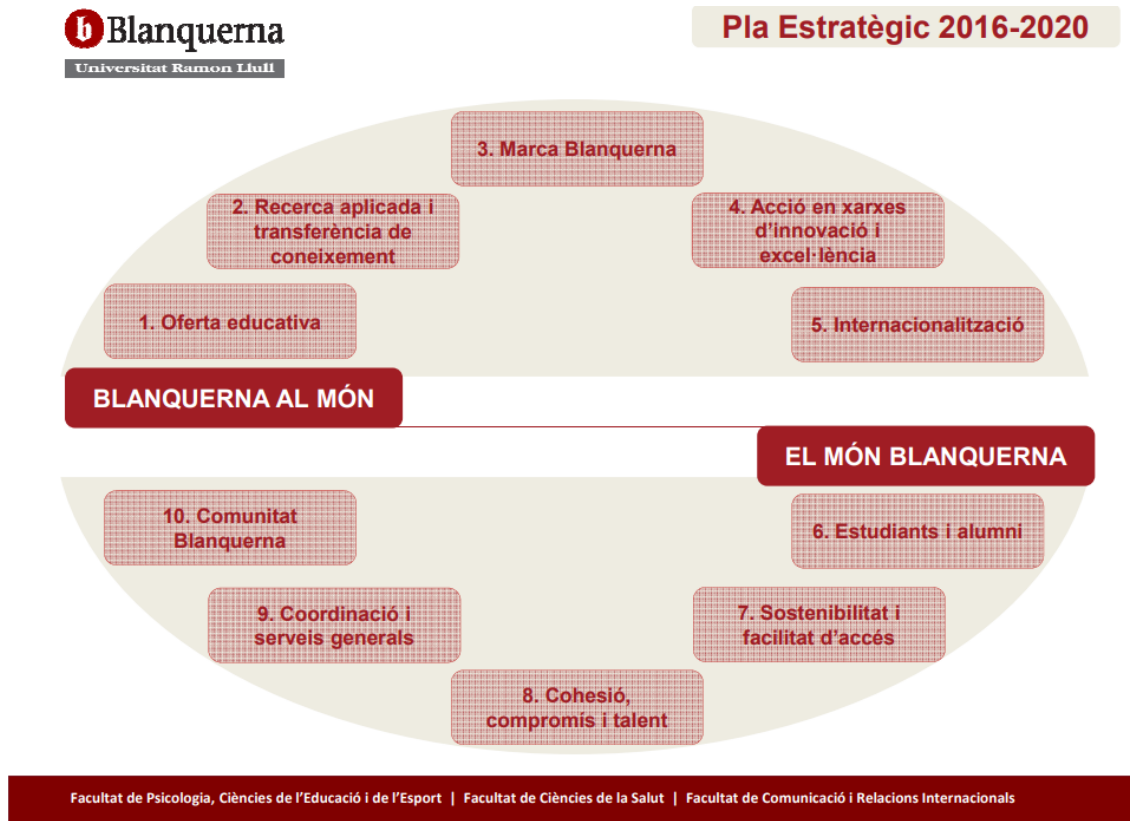 b Blanquerna
Universitat Ramon Llull
Pla Estratègic 2016-2020
3. Marca Blanquerna
2. Recerca aplicada i
transferència de
coneixement
4. Acció en xarxes
d’innovació i
excel·lència
1. Oferta educativa
5. Internacionalització
BLANQUERNA AL MÓN
EL MÓN BLANQUERNA
10. Comunitat
Blanquerna
6. Estudiants i alumni
9. Coordinació i
serveis generals
7. Sostenibilitat i
facilitat d’accés
8. Cohesió,
compromís i talent
Facultat de Psicologia, Ciències de l’Educació i de l’Esport | Facultat de Ciències de la Salut | Facultat de Comunicació i Relacions Internacionals